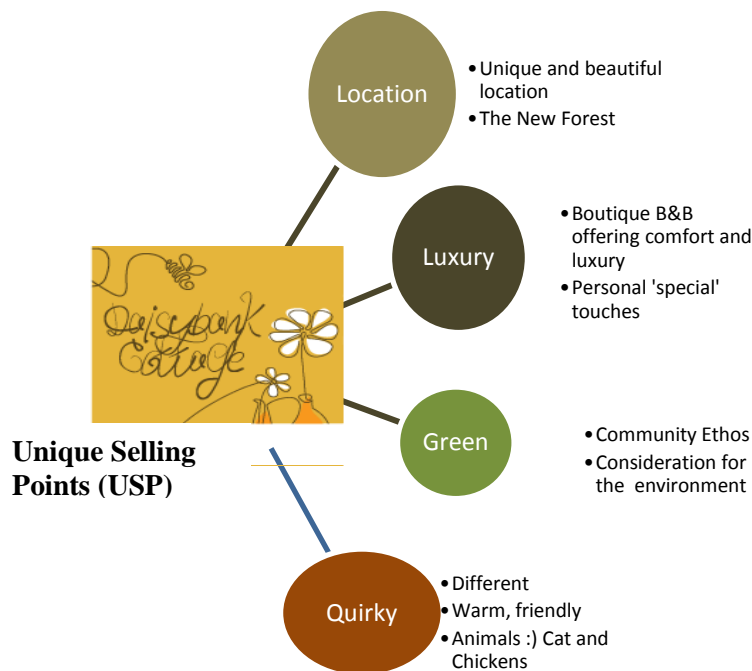 Location
•Unique and beautiful
location
•The New Forest
Luxury
•Boutique B&B
offering comfort and
luxury
•Personal 'special'
touches
Daisybank
Cottage
Green
•Community Ethos
•Consideration for
the environment
Unique Selling
Points (USP)
Quirky
•Different
•Warm, friendly
•Animals :) Cat and
Chickens